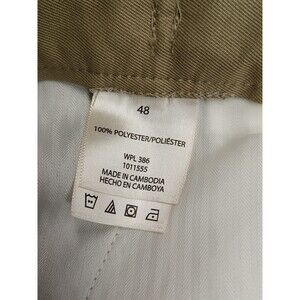 48
100% POLYESTER/POLIÉSTER
WPL 386
1011555
MADE IN CAMBODIA
HECHO EN CAMBOYA